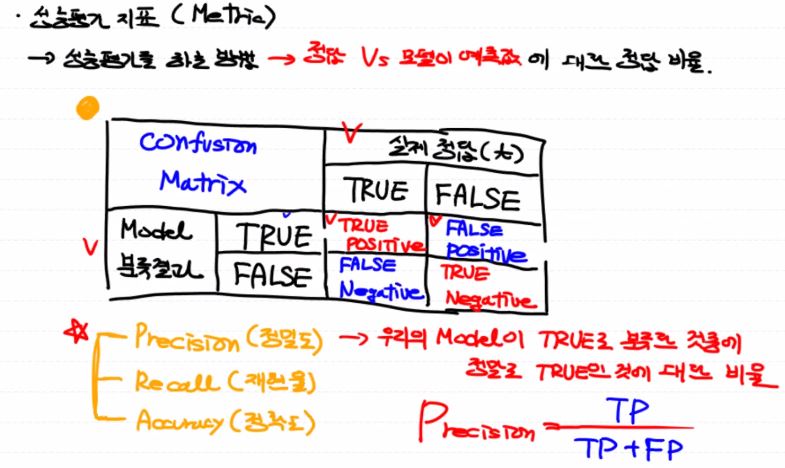 · 성능평가 지표 (Metric)
→ 성능평가를 하는 방법 → 정답 Vs 모델이 예측값에 대한 정답 비율.
Confusion
Matrix
실제 정답(t)
TRUE FALSE
Model
분류결과
TRUE
TRUE POSITIVE
FALSE POSITIVE
FALSE
FALSE Negative
TRUE Negative
Precision (정밀도) → 우리의 Model이 TRUE로 분류한 것중에
정말로 TRUE인 것에 대한 비율
Recall (재현율)
Accuracy (정확도)
Precision = TP / TP + FP